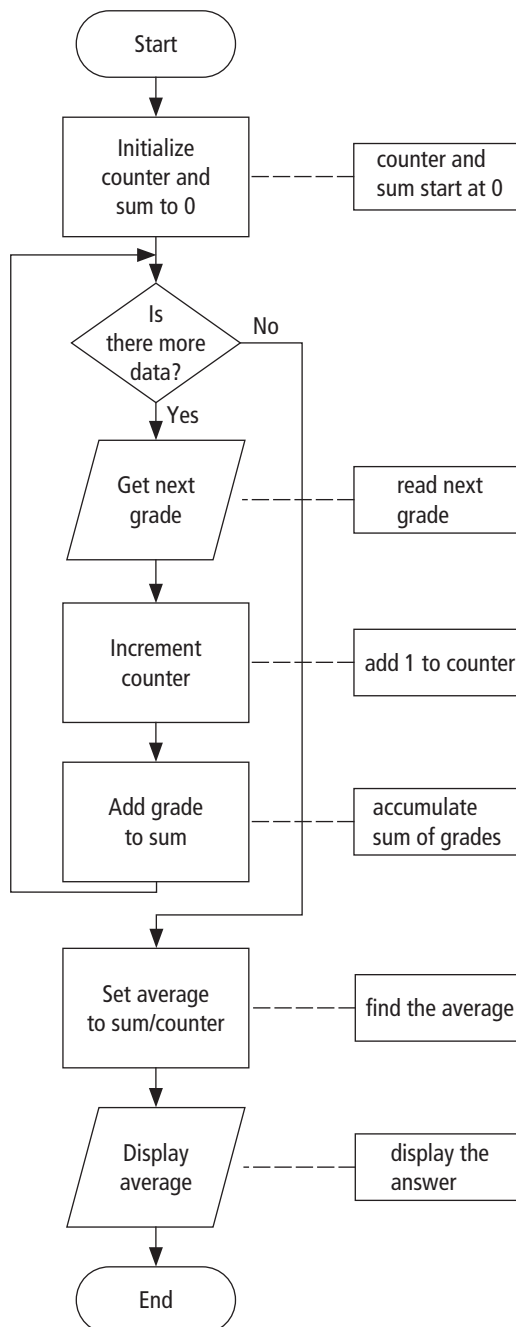 Start
Initialize
counter and
sum to 0
counter and
sum start at 0
Is
there more
data?
No
Yes
Get next
grade
read next
grade
Increment
counter
add 1 to counter
Add grade
to sum
accumulate
sum of grades
Set average
to sum/counter
find the average
Display
average
display the
answer
End